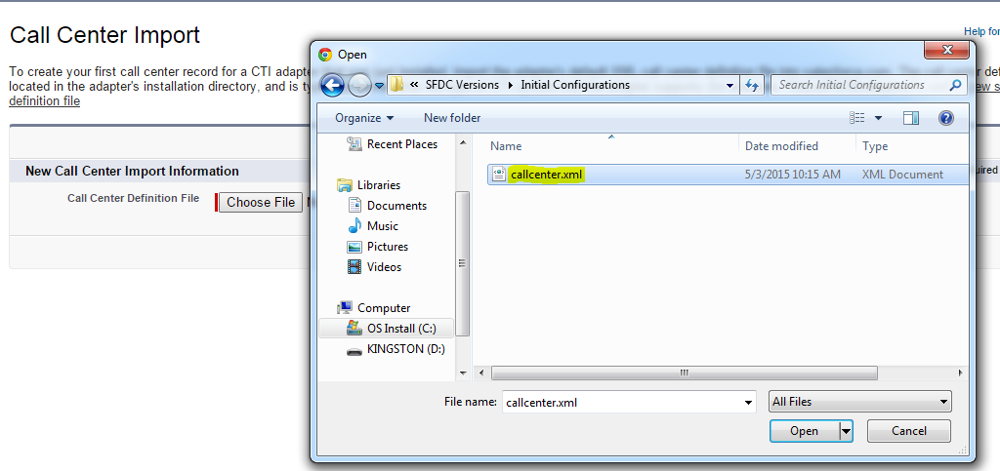 Call Center Import
Help for
To create your first call center record for a CTI adapter
located in the adapter's installation directory, and is ty
definition file
New Call Center Import Information
Call Center Definition File
Choose File
Open
« SFDC Versions
Initial Configurations
Search Initial Configurations
Organize
New folder
Recent Places
Libraries
Documents
Music
Pictures
Videos
Computer
OS Install (C:)
KINGSTON (D:)
Name
Date modified
Type
callcenter.xml
5/3/2015 10:15 AM
XML Document
File name:
callcenter.xml
All Files
Open
Cancel
er def
ew s
quired